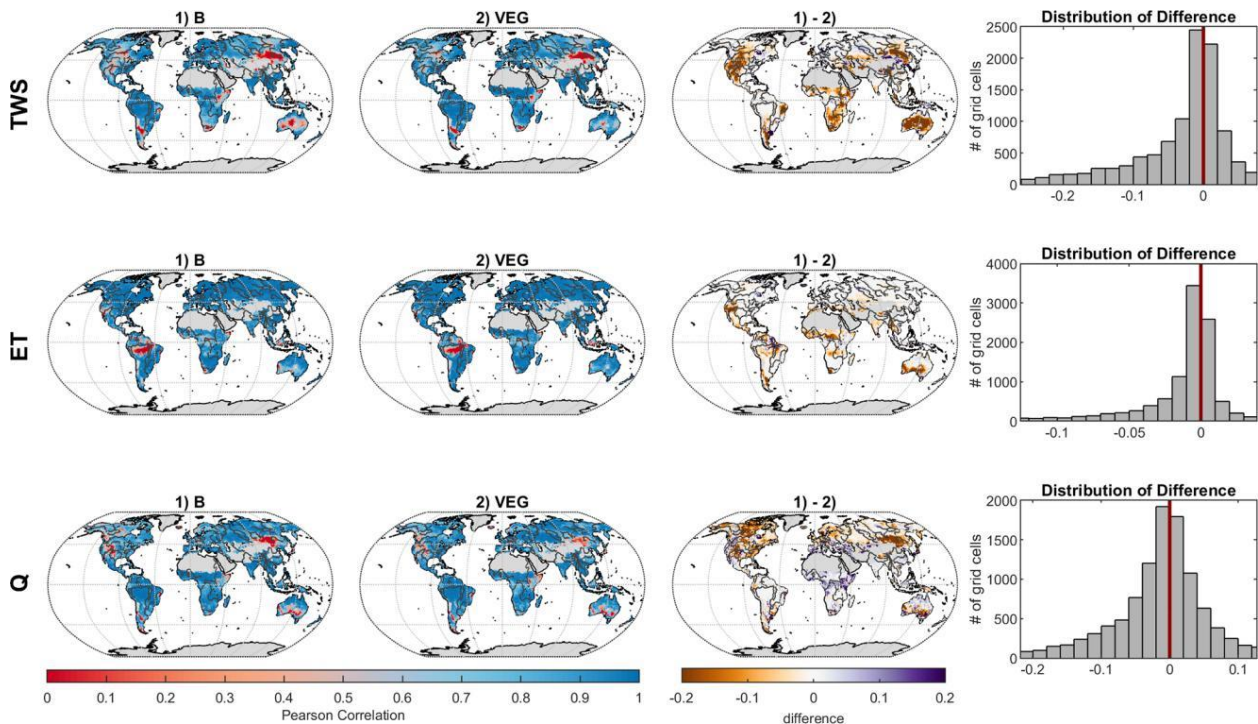 1) B
2) VEG
1) - 2)
Distribution of Difference
TWS
# of grid cells
2500
2000
1500
1000
500
0
-0.2
-0.1
0
1) B
2) VEG
1) - 2)
Distribution of Difference
ET
# of grid cells
4000
3000
2000
1000
0
-0.1
-0.05
0
1) B
2) VEG
1) - 2)
Distribution of Difference
Q
# of grid cells
2000
1500
1000
500
0
-0.2
-0.1
0
0.1
0 0.1 0.2 0.3 0.4 0.5 0.6 0.7 0.8 0.9 1
Pearson Correlation
-0.2 -0.1 0 0.1 0.2
difference